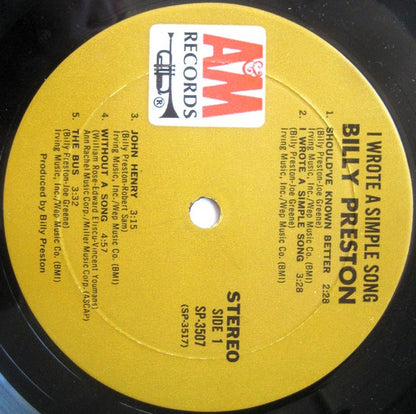 A&M
RECORDS
®
I WROTE A SIMPLE SONG
BILLY PRESTON
1. SHOULD'VE KNOWN BETTER 2:28
(Billy Preston-Joe Greene)
Irving Music, Inc./Wep Music Co. (BMI)
2. I WROTE A SIMPLE SONG 3:28
(Billy Preston-Joe Greene)
Irving Music, Inc./Wep Music Co. (BMI)
STEREO
SIDE 1
SP-3507
(SP-3517)
3. JOHN HENRY 3:15
(Billy Preston-Robert Sam)
Irving Music, Inc./Wep Music Co. (BMI)
4. WITHOUT A SONG 4:57
(William Rose-Edward Eliscu-Vincent Youmans)
Ann Rachel Music Corp./Miller Music Corp. (ASCAP)
5. THE BUS 3:32
(Billy Preston-Joe Greene)
Irving Music, Inc./Wep Music Co. (BMI)
Produced by Billy Preston